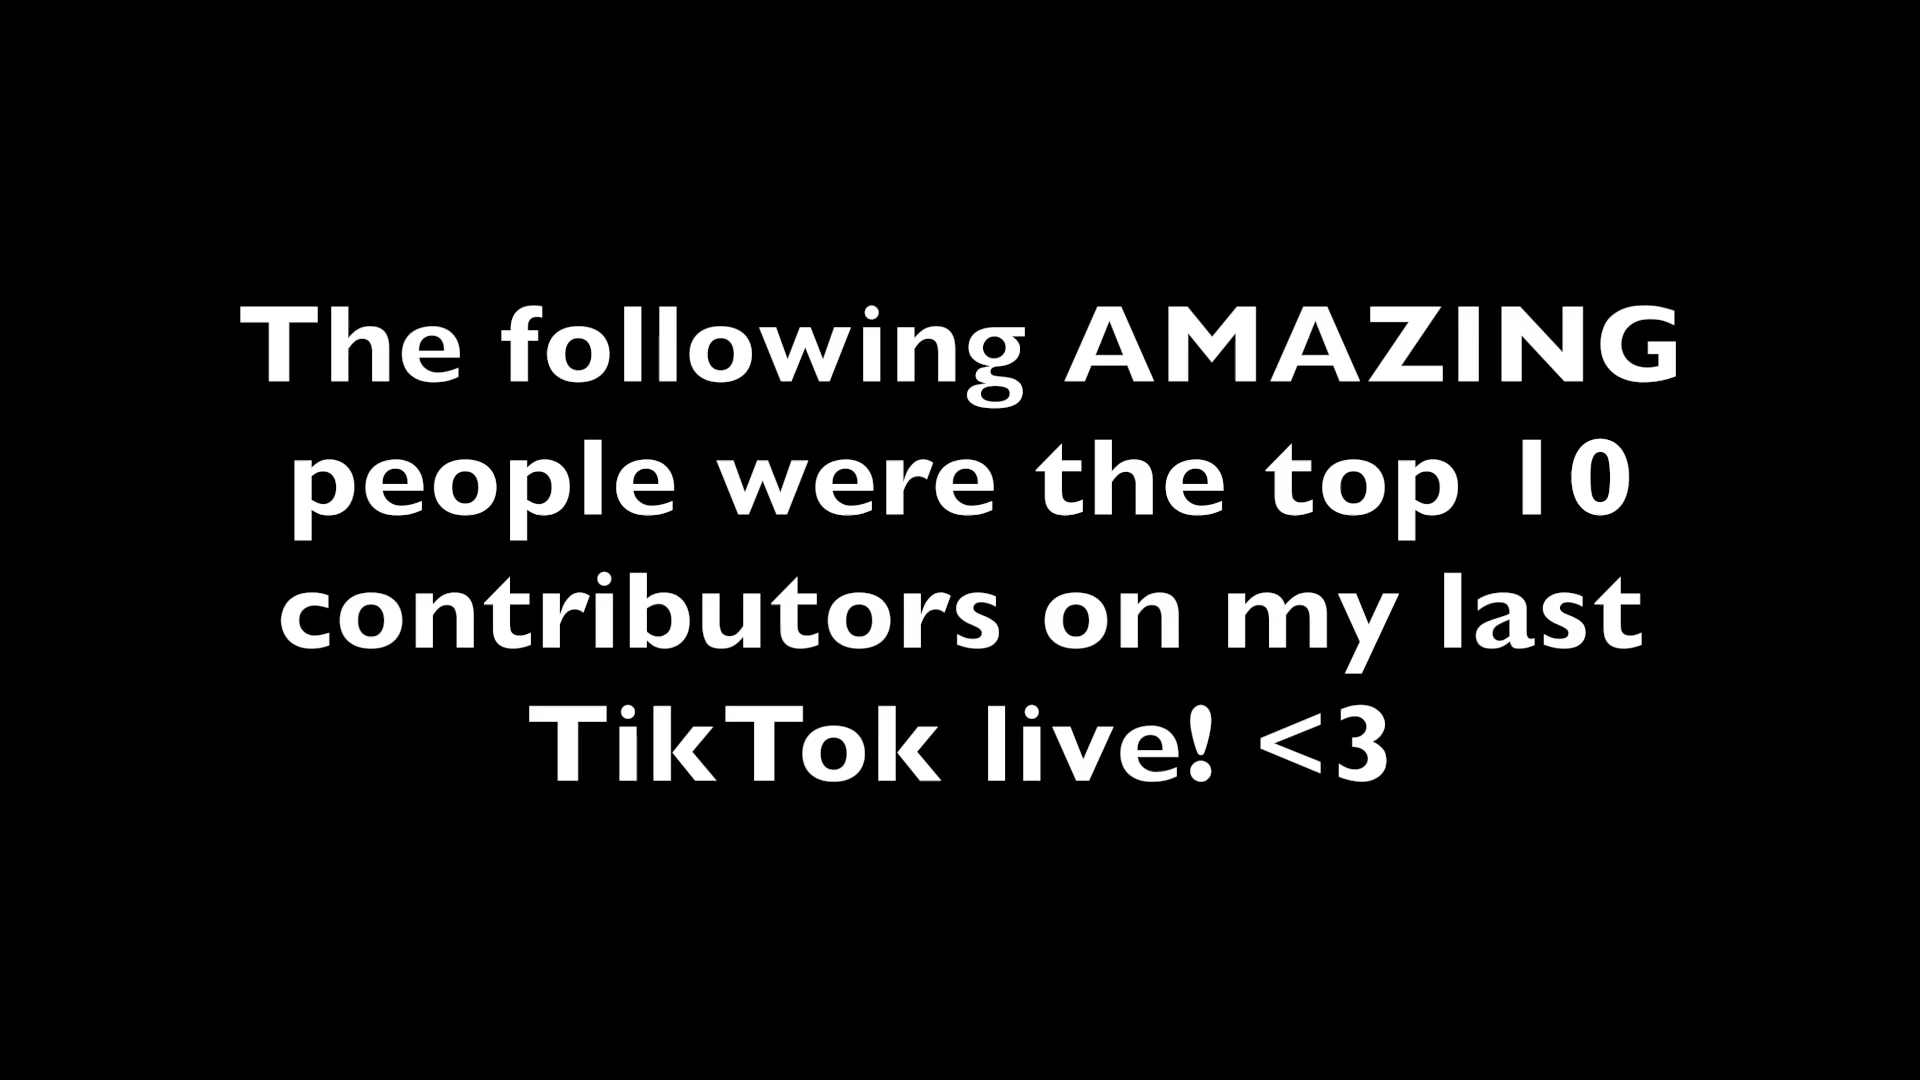 The following AMAZING
people were the top 10
contributors on my last
TikTok live! <3